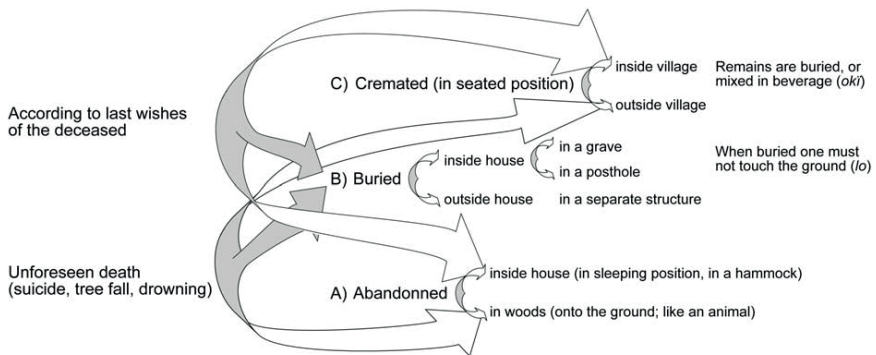 inside village
Remains are buried, or
mixed in beverage (okï)
C) Cremated (in seated position)
outside village
According to last wishes
of the deceased
in a grave
inside house
When buried one must
not touch the ground (lo)
in a posthole
B) Buried
outside house
in a separate structure
Unforeseen death
(suicide, tree fall, drowning)
inside house (in sleeping position, in a hammock)
A) Abandonned
in woods (onto the ground; like an animal)